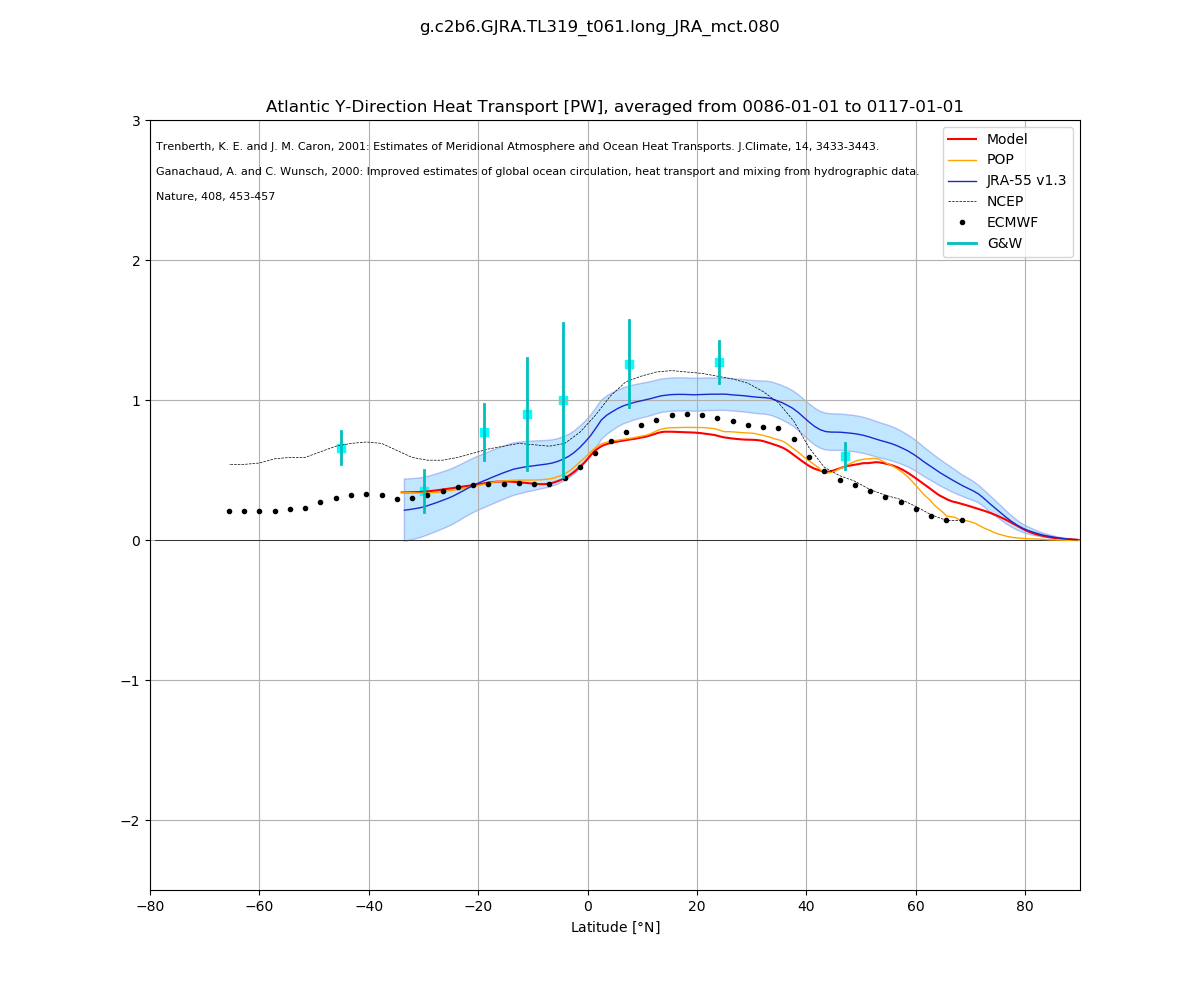 g.c2b6.GJRA.TL319_t061.long_JRA_mct.080
Atlantic Y-Direction Heat Transport [PW], averaged from 0086-01-01 to 0117-01-01
Trenberth, K. E. and J. M. Caron, 2001: Estimates of Meridional Atmosphere and Ocean Heat Transports. J.Climate, 14, 3433-3443.
Ganachaud, A. and C. Wunsch, 2000: Improved estimates of global ocean circulation, heat transport and mixing from hydrographic data.
Nature, 408, 453-457
Model
POP
JRA-55 v1.3
NCEP
ECMWF
G&W
3
2
1
0
−1
−2
−80
−60
−40
−20
0
20
40
60
80
Latitude [°N]